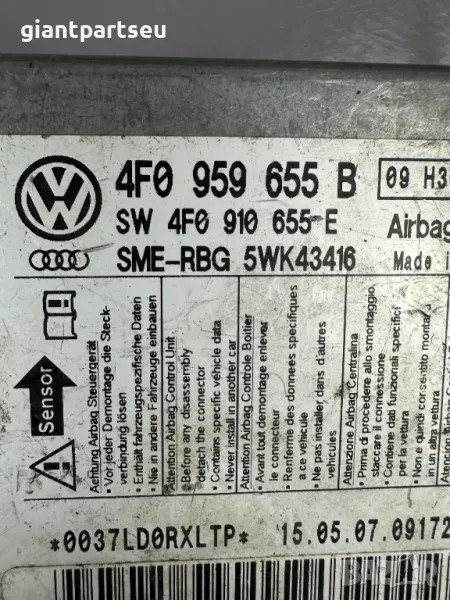 giantpartseu
4F0 959 655 B
09 H3
SW 4F0 910 655 E
Airbag
SME-RBG 5WK43416
Made i
Sensor
Achtung Airbag Steuergerät
- Vor jeder Demontage die Steck-
verbindung lösen
- Enthält fahrzeugspezifische Daten
- Nie in andere Fahrzeuge einbauen
Attention Airbag Control Unit
- Before any disassembly
detach the connector
- Contains specific vehicle data
- Never install in another car
Attention Airbag Controle Boitier
- Avant tout demontage enlever
le connecteur
- Renferme des donnees specifiques
a ce vehicule
- Ne pas installer dans d'autres
vehicules
Attenzione Airbag Centralina
- Prima di procedere allo smontaggio
staccare il connessione
- Contiene dati funzionali specifici
per la vettura
- Non e quindi consentito montarla
in un altra vettura
Atencion
*0037LD0RXLTP*
15.05.07.09172
BAZAR